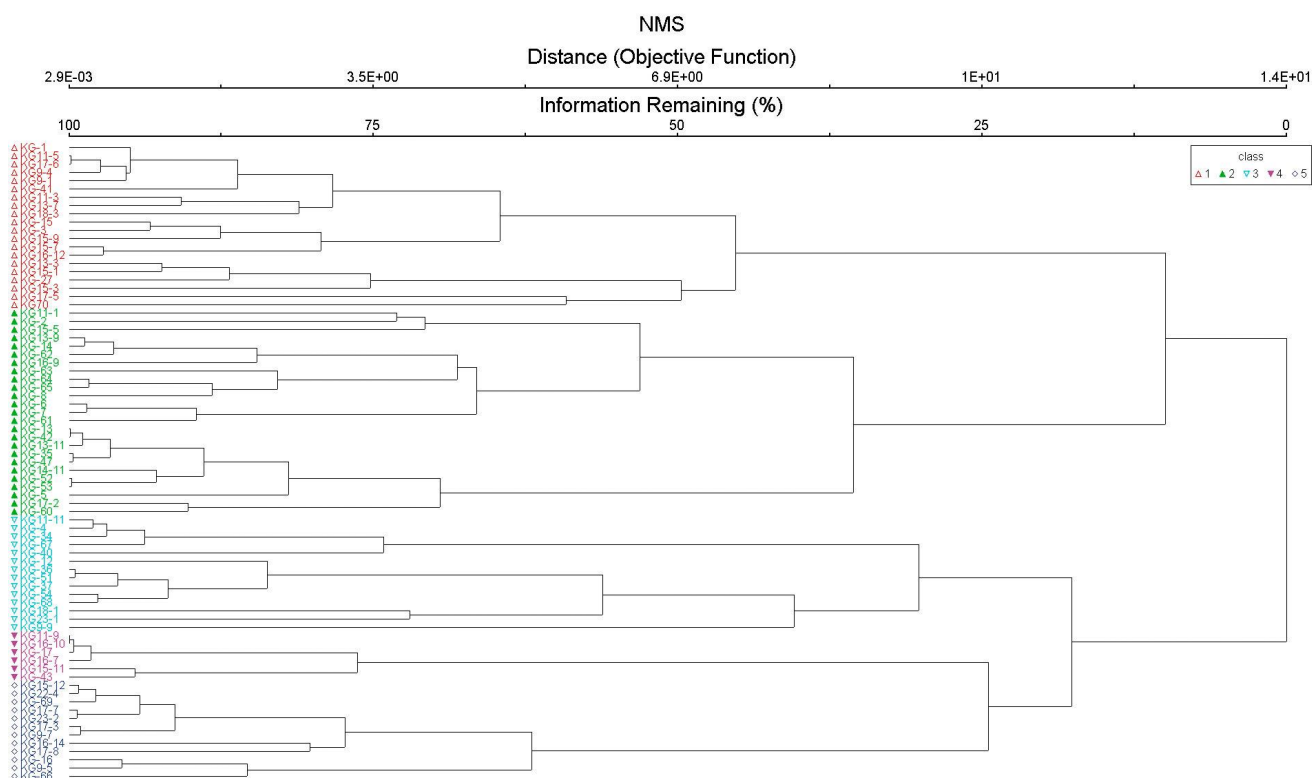 NMS
Distance (Objective Function)
2.9E-03 3.5E+00 6.9E+00 1E+01 1.4E+01
Information Remaining (%)
100 75 50 25 0
class
1 2 3 4 5
KG-1
KG11-5
KG17-6
KG9-4
KG9-1
KG-41
KG11-3
KG13-7
KG18-3
KG-15
KG-3
KG15-9
KG15-7
KG16-12
KG13-3
KG15-1
KG-27
KG15-3
KG17-5
KG70
KG11-1
KG-2
KG15-5
KG13-9
KG-14
KG-62
KG16-9
KG-63
KG-64
KG-65
KG-8
KG-6
KG-7
KG-61
KG-13
KG-42
KG13-11
KG-35
KG-47
KG14-11
KG-52
KG-53
KG-5
KG17-2
KG-60
KG11-11
KG-4
KG-34
KG-67
KG-40
KG-12
KG-36
KG-51
KG-37
KG-54
KG-68
KG18-1
KG23-1
KG9-9
KG11-9
KG16-10
KG-17
KG16-7
KG15-11
KG-43
KG15-12
KG22-4
KG-69
KG17-7
KG23-2
KG17-3
KG9-7
KG16-14
KG17-8
KG-16
KG9-5
KG-66